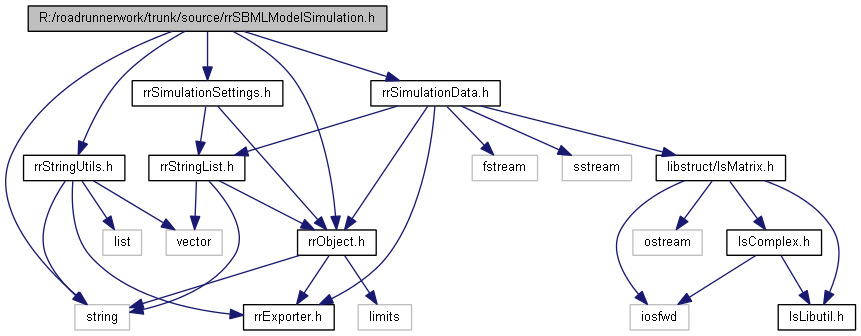 R:/roadrunnerwork/trunk/source/rrSBMLModelSimulation.h
rrSimulationSettings.h
rrSimulationData.h
rrStringUtils.h
rrStringList.h
fstream
sstream
libstruct/lsMatrix.h
list
vector
rrObject.h
ostream
lsComplex.h
string
rrExporter.h
limits
iosfwd
lsLibutil.h